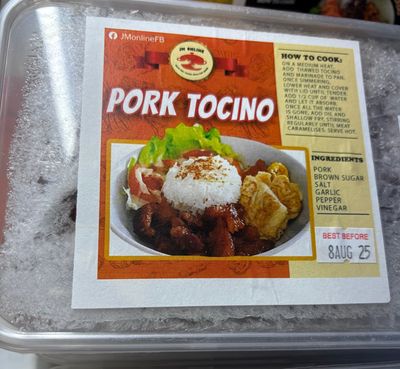 JMonlineFB
JM ONLINE
PORK TOCINO
HOW TO COOK:
ON A MEDIUM HEAT,
ADD THAWED TOCINO
AND MARINADE TO PAN.
ONCE SIMMERING,
LOWER HEAT AND COVER
WITH LID UNTIL TENDER.
ADD 1/2 CUP OF WATER
AND LET IT ABSORB.
ONCE ALL THE WATER
IS GONE, ADD OIL AND
SHALLOW FRY, STIRRING
REGULARLY UNTIL MEAT
CARAMELISES. SERVE HOT.
INGREDIENTS
PORK
BROWN SUGAR
SALT
GARLIC
PEPPER
VINEGAR
BEST BEFORE
8AUG 25